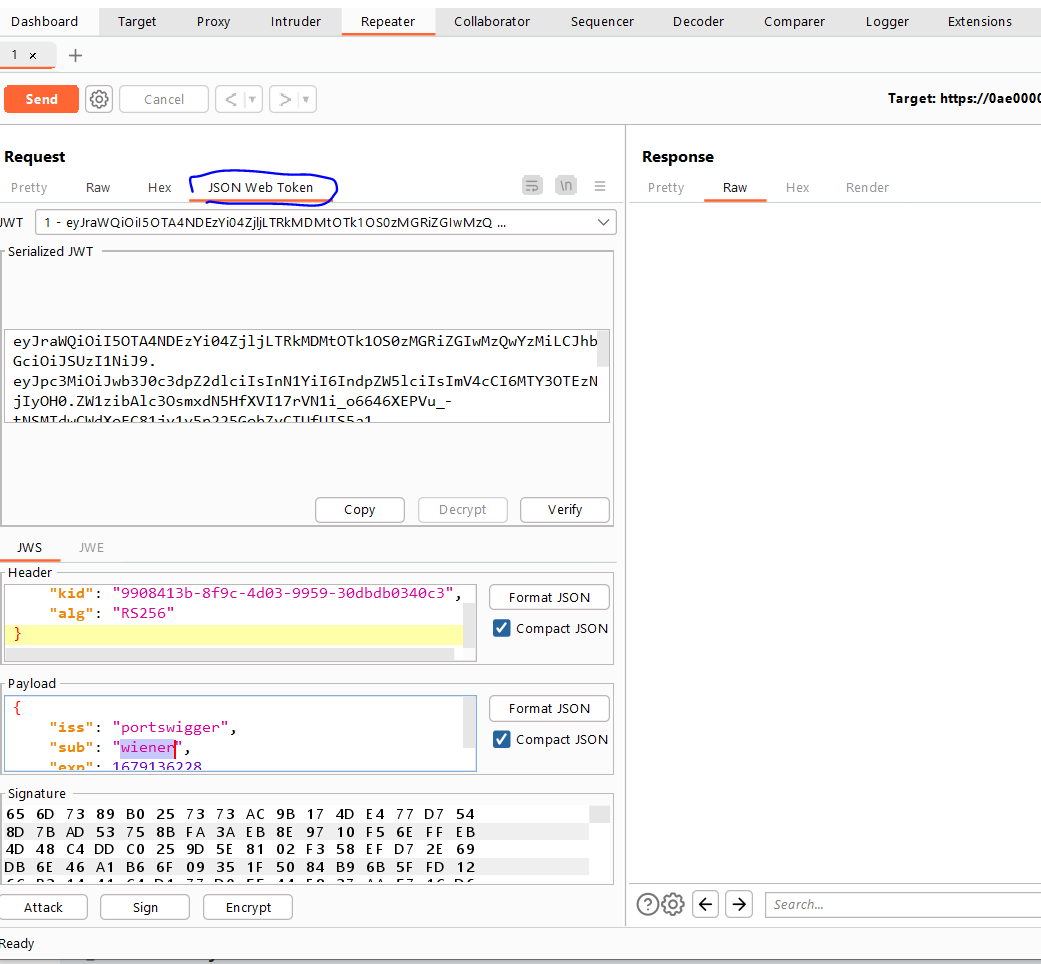 Dashboard Target Proxy Intruder Repeater Collaborator Sequencer Decoder Comparer Logger Extensions
1 × +
Send Cancel < > Target: https://0ae0000
Request
Pretty Raw Hex JSON Web Token \n
JWT 1 - eyJraWQiOiI5OTA4NDEzYi04ZjljLTRkMDMtOTk1OS0zMGRiZGIwMzQ ...
Serialized JWT
eyJraWQiOiI5OTA4NDEzYi04ZjljLTRkMDMtOTk1OS0zMGRiZGIwMzQwYzMiLCJhb
GciOiJSUzI1NiJ9.
eyJpc3MiOiJwb3J0c3dpZ2dlciIsInN1YiI6IndpZW5lciIsImV4cCI6MTY3OTEzN
jIyOH0.ZW1zibAlc3OsmxdN5HfXVI17rVN1i_o6646XEPVu_-
Copy Decrypt Verify
JWS JWE
Header
"kid": "9908413b-8f9c-4d03-9959-30dbdb0340c3",
"alg": "RS256"
}
Format JSON
Compact JSON
Payload
{
"iss": "portswigger",
"sub": "wiener",
"exp": 1679136228
Format JSON
Compact JSON
Signature
65 6D 73 89 B0 25 73 73 AC 9B 17 4D E4 77 D7 54
8D 7B AD 53 75 8B FA 3A EB 8E 97 10 F5 6E FF EB
4D 48 C4 DD C0 25 9D 5E 81 02 F3 58 EF D7 2E 69
DB 6E 46 A1 B6 6F 09 35 1F 50 84 B9 6B 5F FD 12
Attack Sign Encrypt
Ready
Response
Pretty Raw Hex Render
Search...